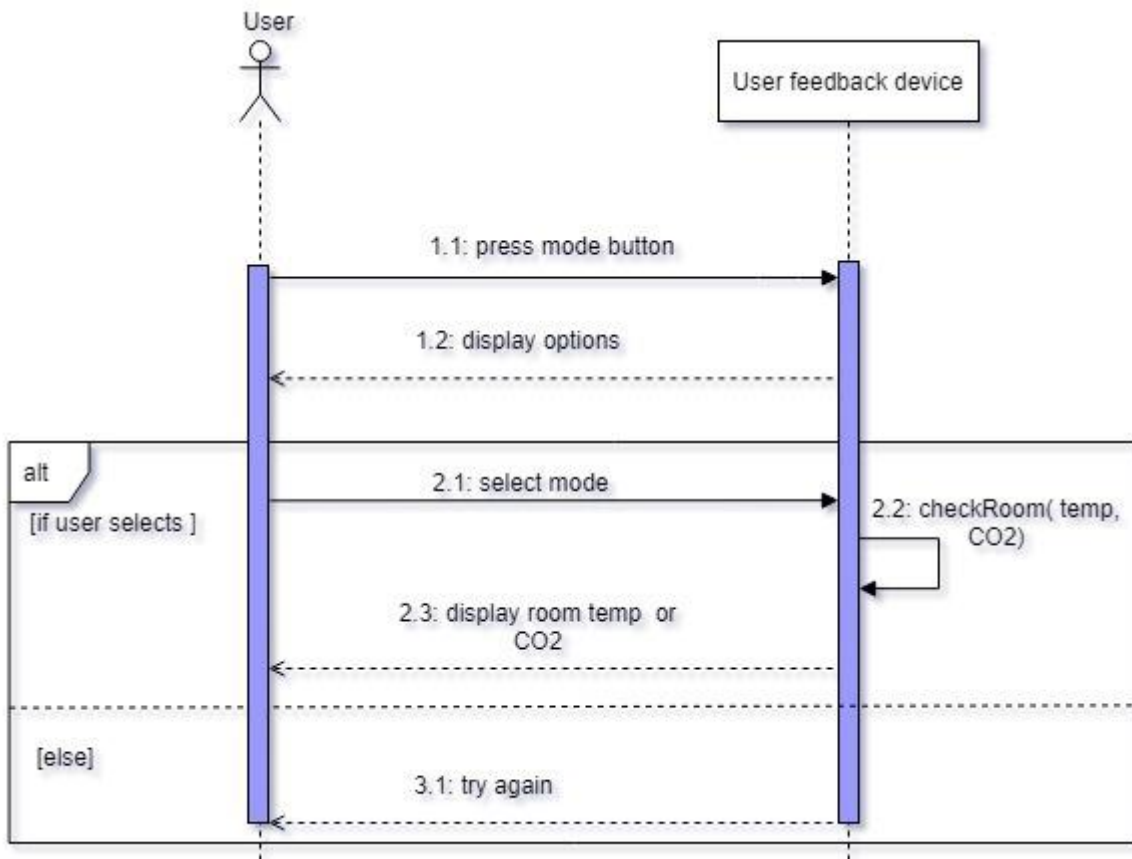 User
User feedback device
1.1: press mode button
1.2: display options
alt
2.1: select mode
[if user selects ]
2.2: checkRoom( temp,
CO2)
2.3: display room temp  or
CO2
[else]
3.1: try again